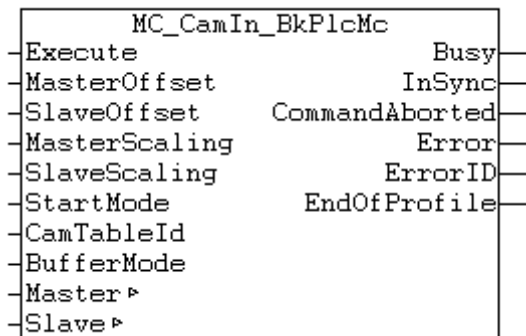 MC_CamIn_BkPlcMc
Execute Busy
MasterOffset InSync
SlaveOffset CommandAborted
MasterScaling Error
SlaveScaling ErrorID
StartMode EndOfProfile
CamTableId
BufferMode
Master▹
Slave▹